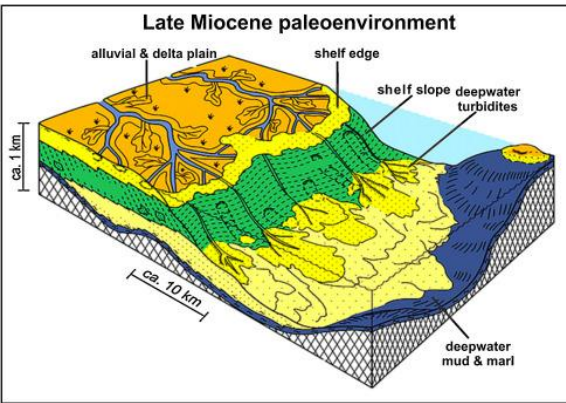 Late Miocene paleoenvironment
alluvial & delta plain
shelf edge
shelf slope
deepwater
turbidites
ca. 1 km
ca. 10 km
deepwater
mud & marl